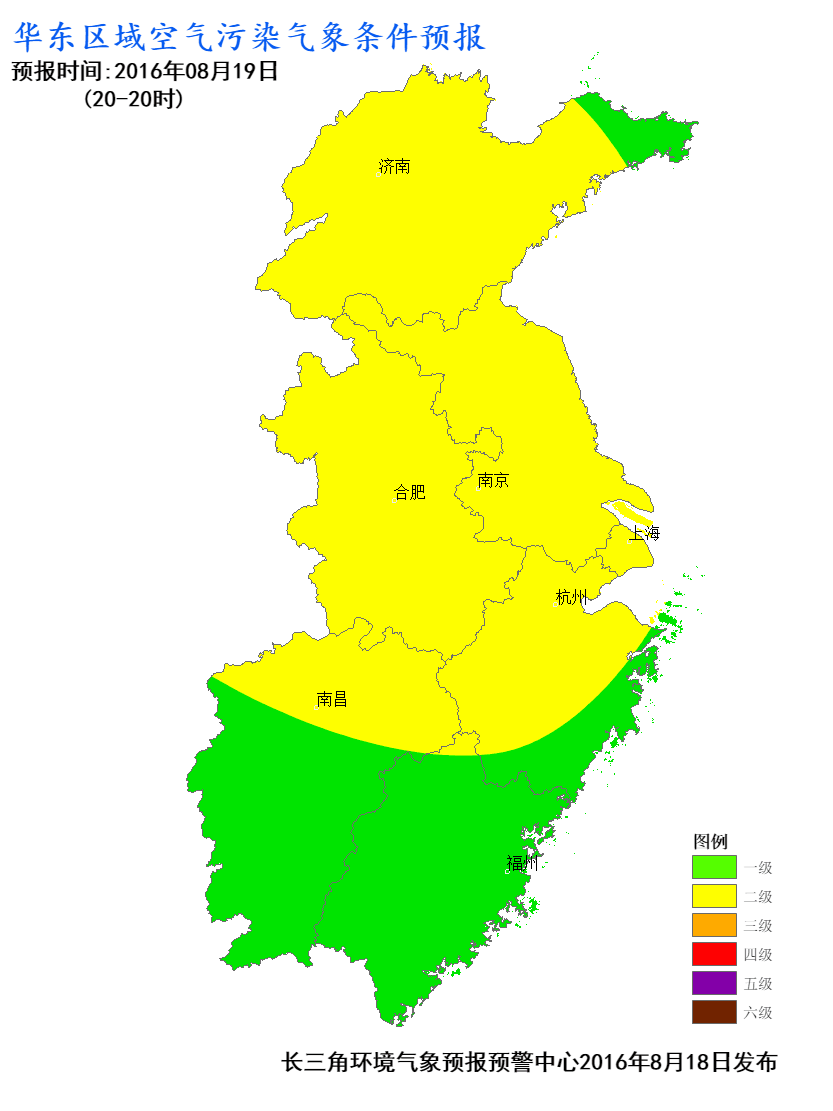 华东区域空气污染气象条件预报
预报时间:2016年08月19日
(20-20时)
济南
合肥
南京
上海
杭州
南昌
福州
图例
一级
二级
三级
四级
五级
六级
长三角环境气象预报预警中心2016年8月18日发布